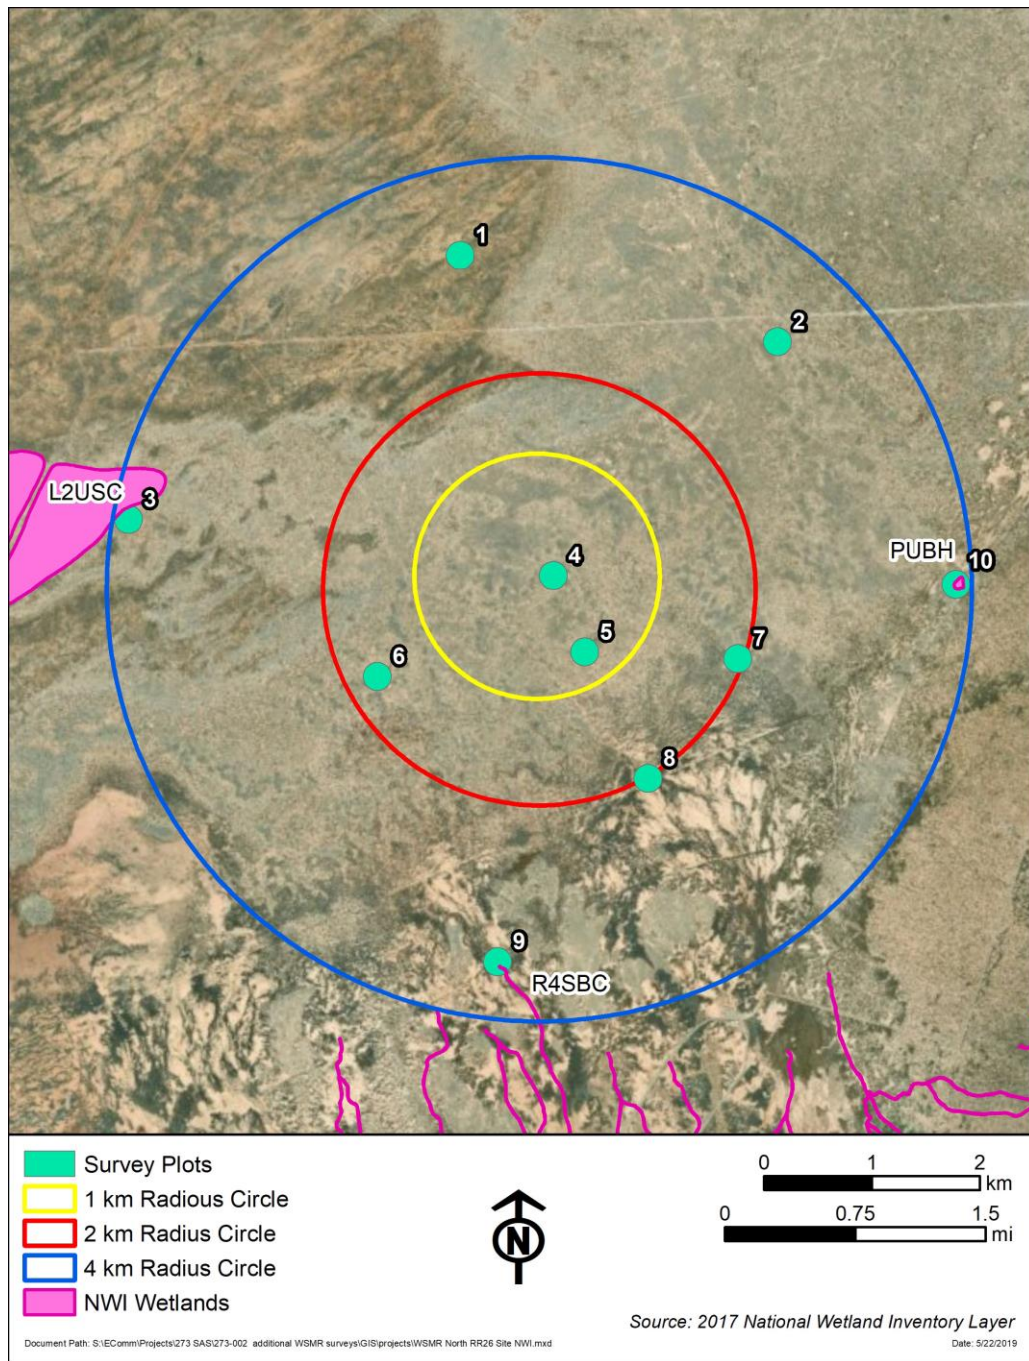 1
2
L2USC
3
PUBH
10
4
5
6
7
8
9
R4SBC
Survey Plots
1 km Radious Circle
2 km Radius Circle
4 km Radius Circle
NWI Wetlands
N
0 1 2
km
0 0.75 1.5
mi
Source: 2017 National Wetland Inventory Layer
Document Path: S:\EComm\Projects\273 SAS\273-002_additional WSMR surveys\GIS\projects\WSMR North RR26 Site NWI.mxd
Date: 5/22/2019